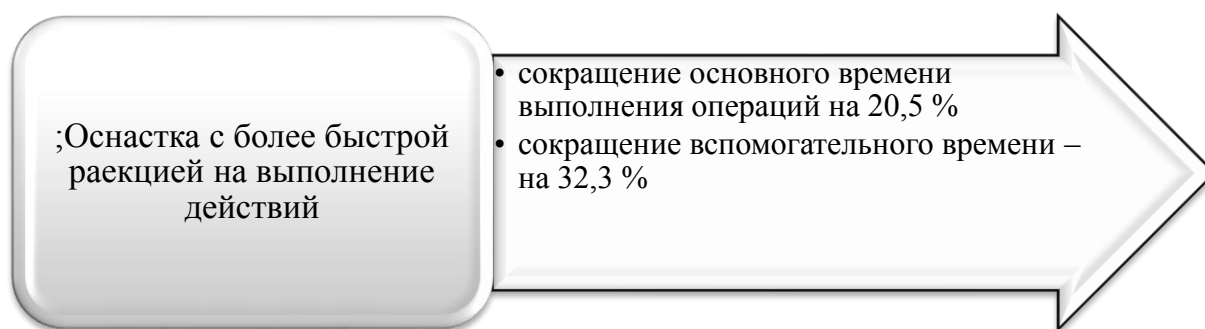 ;Оснастка с более быстрой
раекцией на выполнение
действий
• сокращение основного времени
выполнения операций на 20,5 %
• сокращение вспомогательного времени –
на 32,3 %